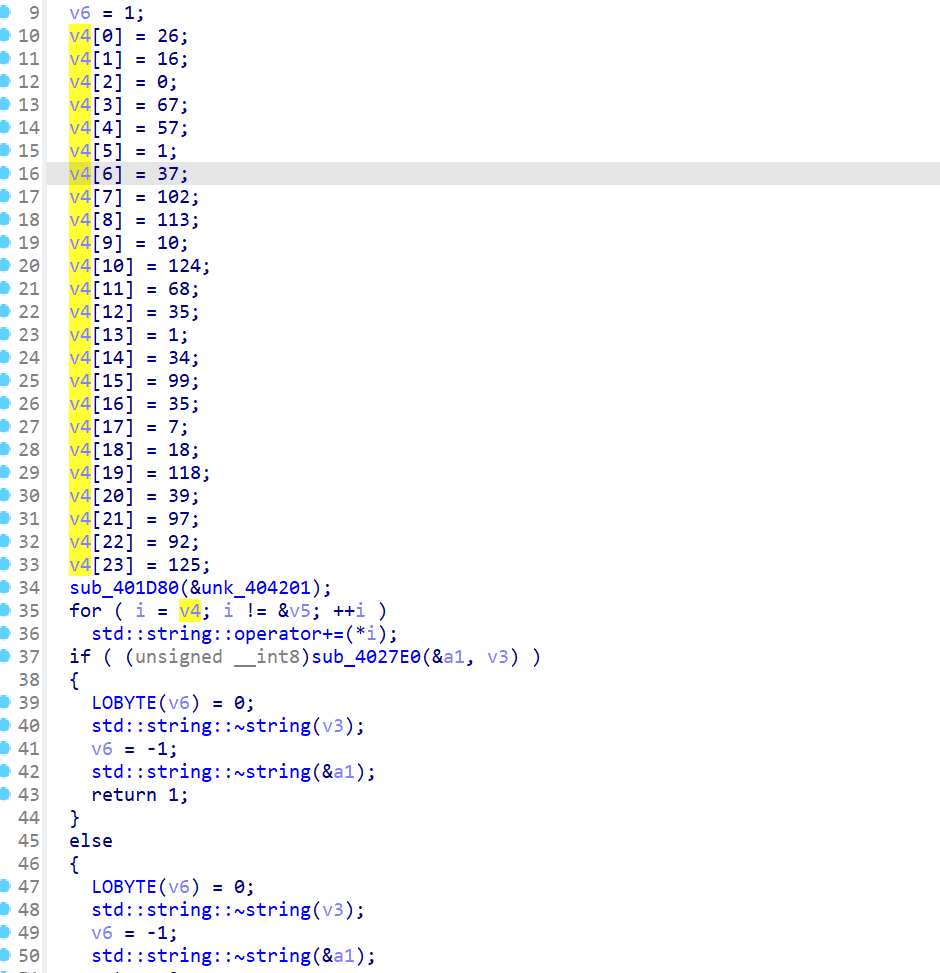 9 v6 = 1;
10 v4[0] = 26;
11 v4[1] = 16;
12 v4[2] = 0;
13 v4[3] = 67;
14 v4[4] = 57;
15 v4[5] = 1;
16 v4[6] = 37;
17 v4[7] = 102;
18 v4[8] = 113;
19 v4[9] = 10;
20 v4[10] = 124;
21 v4[11] = 68;
22 v4[12] = 35;
23 v4[13] = 1;
24 v4[14] = 34;
25 v4[15] = 99;
26 v4[16] = 35;
27 v4[17] = 7;
28 v4[18] = 18;
29 v4[19] = 118;
30 v4[20] = 39;
31 v4[21] = 97;
32 v4[22] = 92;
33 v4[23] = 125;
34 sub_401D80(&unk_404201);
35 for ( i = v4; i != &v5; ++i )
36 std::string::operator+=(*i);
37 if ( (unsigned __int8)sub_4027E0(&a1, v3) )
38 {
39 LOBYTE(v6) = 0;
40 std::string::~string(v3);
41 v6 = -1;
42 std::string::~string(&a1);
43 return 1;
44 }
45 else
46 {
47 LOBYTE(v6) = 0;
48 std::string::~string(v3);
49 v6 = -1;
50 std::string::~string(&a1);